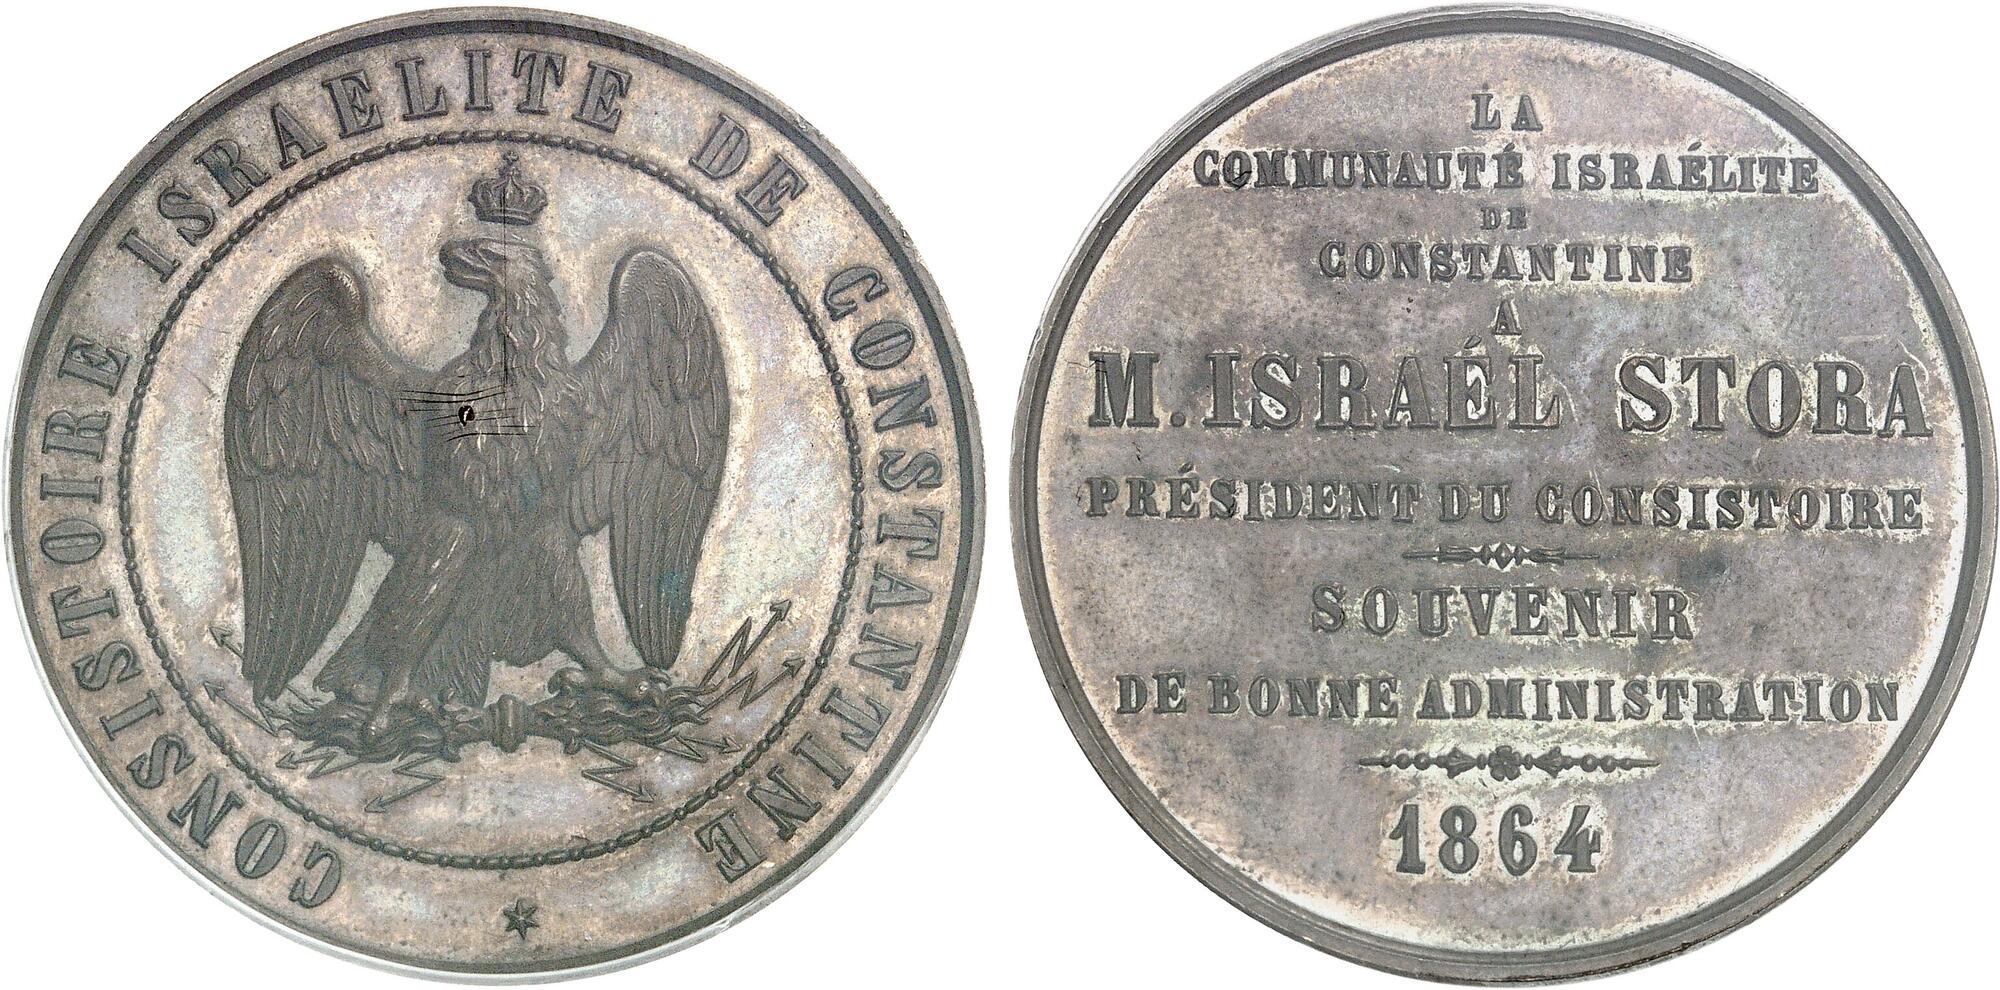 CONSISTOIRE ISRAELITE DE CONSTANTINE
LA
COMMUNAUTÉ ISRAÉLITE
DE
CONSTANTINE
A
M. ISRAÉL STORA
PRÉSIDENT DU CONSISTOIRE
SOUVENIR
DE BONNE ADMINISTRATION
1864